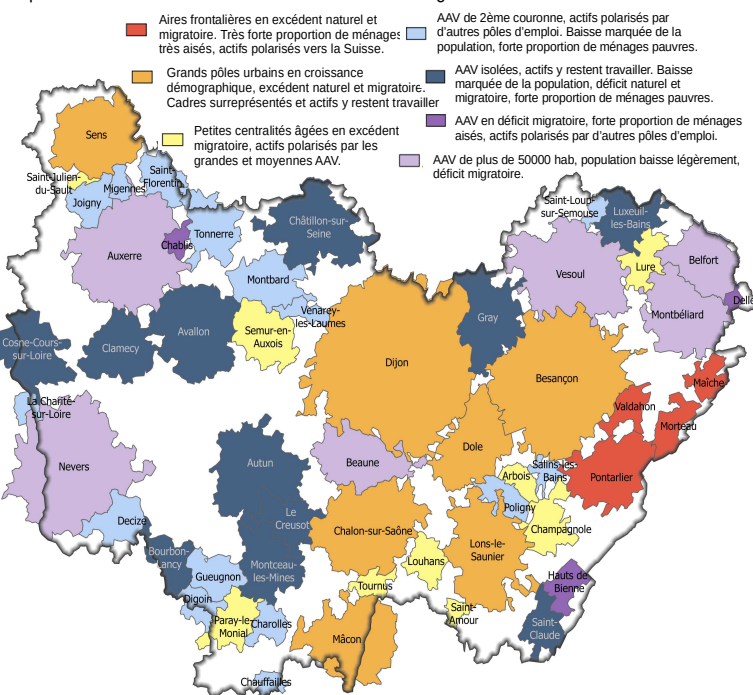 Aires frontalières en excédent naturel et
migratoire. Très forte proportion de ménages
très aisés, actifs polarisés vers la Suisse.
AAV de 2ème couronne, actifs polarisés par
d'autres pôles d'emploi. Baisse marquée de la
population, forte proportion de ménages pauvres.
Grands pôles urbains en croissance
démographique, excédent naturel et migratoire.
Cadres surreprésentés et actifs y restent travailler
AAV isolées, actifs y restent travailler. Baisse
marquée de la population, déficit naturel et
migratoire, forte proportion de ménages pauvres.
Petites centralités âgées en excédent
migratoire, actifs polarisés par les
grandes et moyennes AAV.
AAV en déficit migratoire, forte proportion de ménages
aisés, actifs polarisés par d'autres pôles d'emploi.
AAV de plus de 50000 hab, population baisse légèrement,
déficit migratoire.
Sens
Saint-Julien-
du-Sault
Joigny
Migennes
Saint-
Florentin
Auxerre
Chablis
Tonnerre
Châtillon-sur-
Seine
Montbard
Venarey-
les-Laumes
Semur-en-
Auxois
Avallon
Clamecy
Cosne-Cours-
sur-Loire
La Charité-
sur-Loire
Nevers
Decize
Saint-Loup-
sur-Semouse
Luxeuil-
les-Bains
Lure
Vesoul
Belfort
Delle
Montbéliard
Gray
Dijon
Besançon
Maîche
Valdahon
Morteau
Pontarlier
Dole
Beaune
Autun
Le
Creusot
Montceau-
les-Mines
Bourbon-
Lancy
Gueugnon
Digoin
Paray-le-
Monial
Charolles
Chauffailles
Chalon-sur-Saône
Tournus
Louhans
Mâcon
Arbois
Salins-les-
Bains
Poligny
Champagnole
Lons-le-
Saunier
Saint-
Amour
Hauts de
Bienne
Saint-
Claude